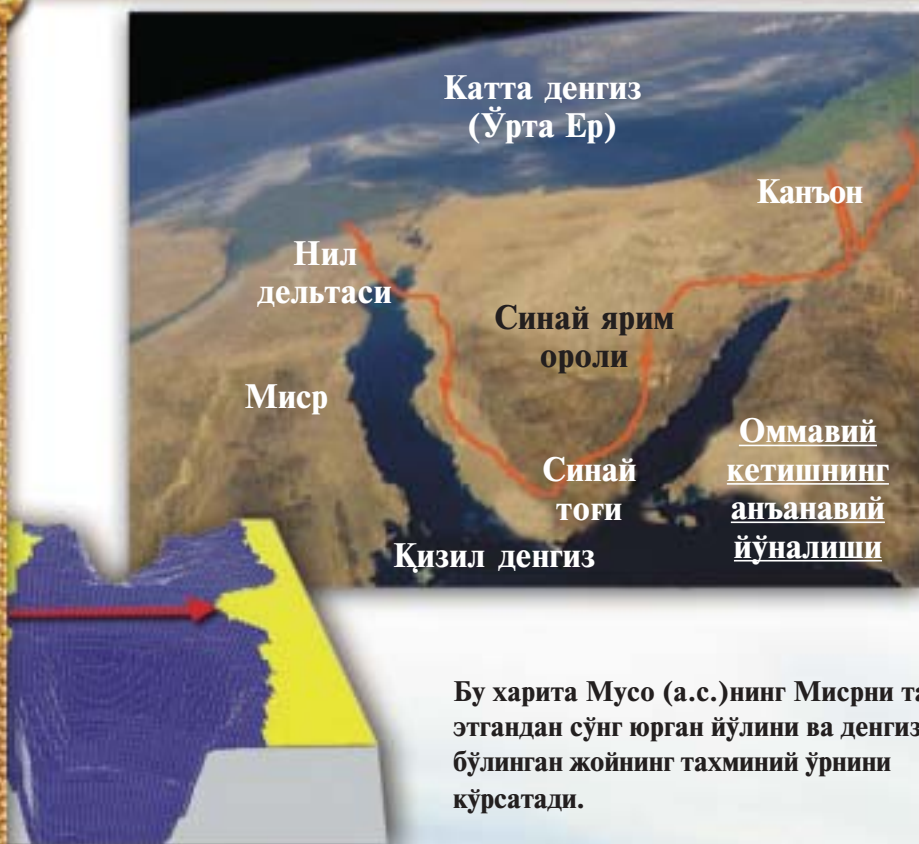 Катта денгиз
(Ўрта Ер)
Канъон
Нил
дельтаси
Синай ярим
ороли
Миср
Синай
тоғи
Қизил денгиз
Оммавий
кетишнинг
анъанавий
йўналиши
Бу харита Мусо (а.с.)нинг Мисрни
этгандан сўнг юрган йўлини ва денгиз
бўлинган жойнинг тахминий ўрнини
кўрсатади.